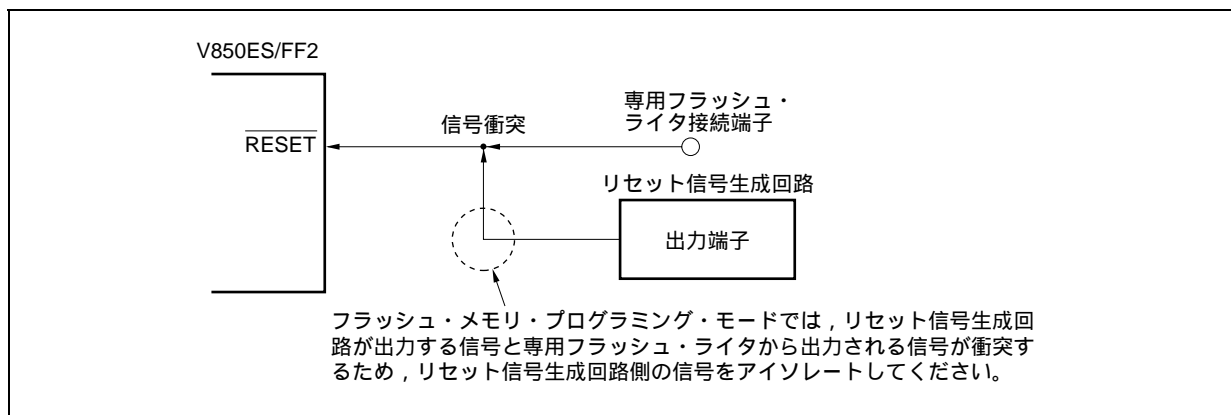 V850ES/FF2
専用フラッシュ・
ライタ接続端子
信号衝突
RESET
リセット信号生成回路
出力端子
フラッシュ・メモリ・プログラミング・モードでは，リセット信号生成回
路が出力する信号と専用フラッシュ・ライタから出力される信号が衝突す
るため，リセット信号生成回路側の信号をアイソレートしてください。